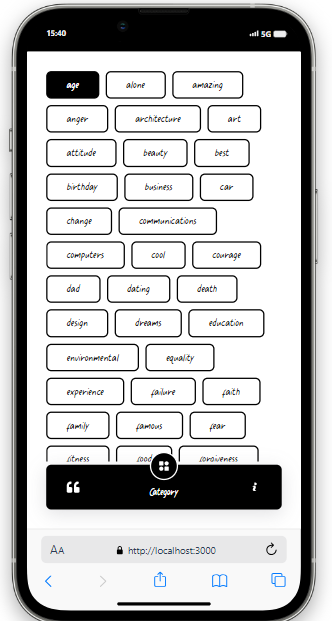 15:40 5G
age alone amazing
anger architecture art
attitude beauty best
birthday business car
change communications
computers cool courage
dad dating death
design dreams education
environmental equality
experience failure faith
family famous fear
fitness food forgiveness
Category
AA http://localhost:3000